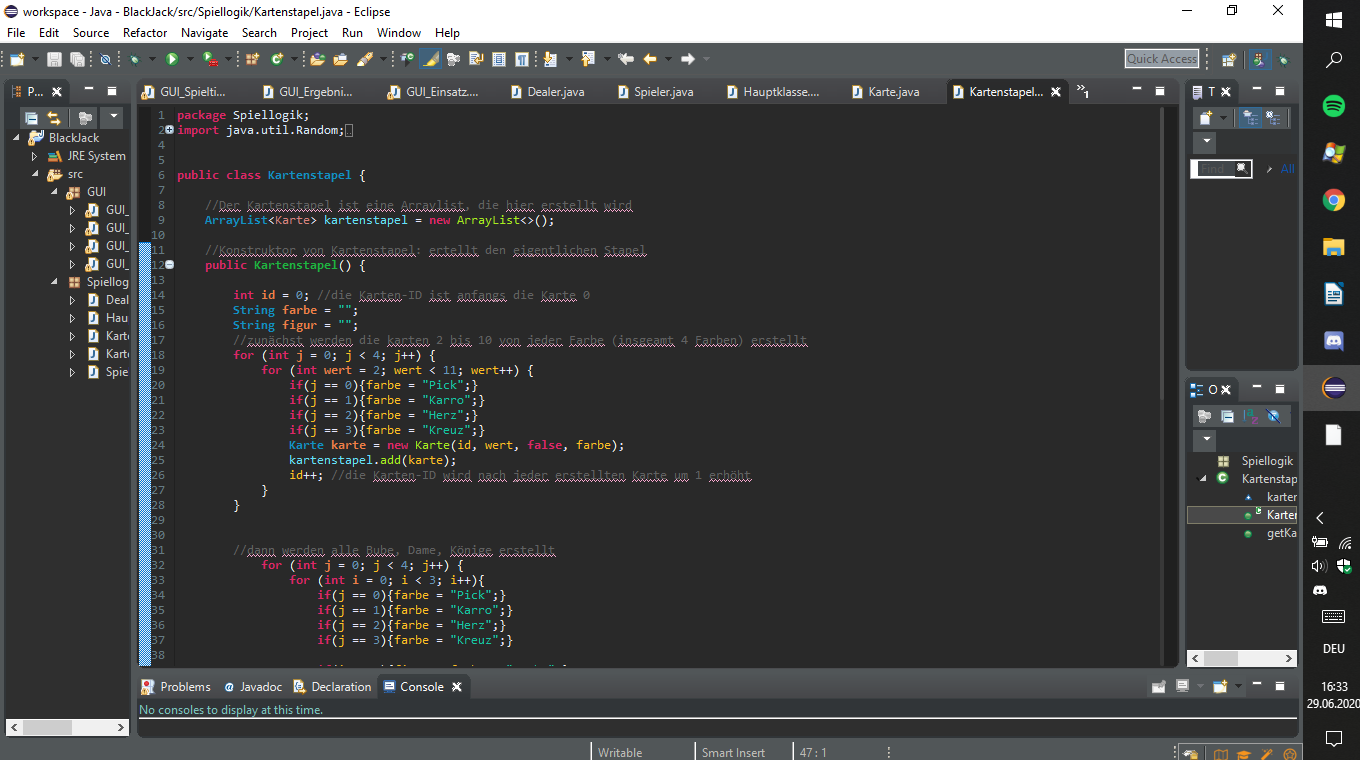 workspace - Java - BlackJack/src/Spiellogik/Kartenstapel.java - Eclipse
File Edit Source Refactor Navigate Search Project Run Window Help
Quick Access
P...
GUI_Spielti...
GUI_Ergebni...
GUI_Einsatz....
Dealer.java
Spieler.java
Hauptklasse....
Karte.java
Kartenstapel...
»1
T
BlackJack
JRE System
src
GUI
GUI_
GUI_
GUI_
GUI_
Spiellog
Deal
Hau
Kart
Kart
Spie
1 package Spiellogik;
2 import java.util.Random;
4
5
6 public class Kartenstapel {
7
8 //Der Kartenstapel ist eine Arraylist, die hier erstellt wird
9 ArrayList<Karte> kartenstapel = new ArrayList<>();
10
11 //Konstruktor von Kartenstapel: ertellt den eigentlichen Stapel
12 public Kartenstapel() {
13
14 int id = 0; //die Karten-ID ist anfangs die Karte 0
15 String farbe = "";
16 String figur = "";
17 //zunächst werden die karten 2 bis 10 von jeder Farbe (insgeamt 4 Farben) erstellt
18 for (int j = 0; j < 4; j++) {
19 for (int wert = 2; wert < 11; wert++) {
20 if(j == 0){farbe = "Pick";}
21 if(j == 1){farbe = "Karro";}
22 if(j == 2){farbe = "Herz";}
23 if(j == 3){farbe = "Kreuz";}
24 Karte karte = new Karte(id, wert, false, farbe);
25 kartenstapel.add(karte);
26 id++; //die Karten-ID wird nach jeder erstellten Karte um 1 erhöht
27 }
28 }
29
30
31 //dann werden alle Bube, Dame, Könige erstellt
32 for (int j = 0; j < 4; j++) {
33 for (int i = 0; i < 3; i++){
34 if(j == 0){farbe = "Pick";}
35 if(j == 1){farbe = "Karro";}
36 if(j == 2){farbe = "Herz";}
37 if(j == 3){farbe = "Kreuz";}
38
Find
All
O
Spiellogik
Kartenstap
karter
Karter
getKa
Problems
@ Javadoc
Declaration
Console
No consoles to display at this time.
Writable
Smart Insert
47 : 1
DEU
16:33
29.06.2020